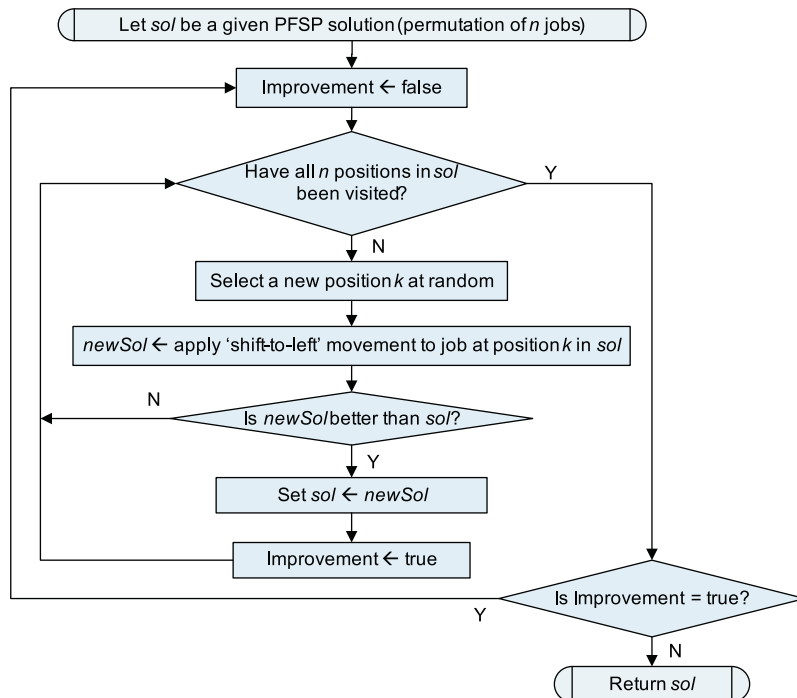 Let sol be a given PFSP solution (permutation of n jobs)
Improvement ← false
Have all n positions in sol
been visited?
Y
N
Select a new position k at random
newSol ← apply ‘shift-to-left’ movement to job at position k in sol
N
Is newSol better than sol?
Y
Set sol ← newSol
Improvement ← true
Is Improvement = true?
Y
N
Return sol